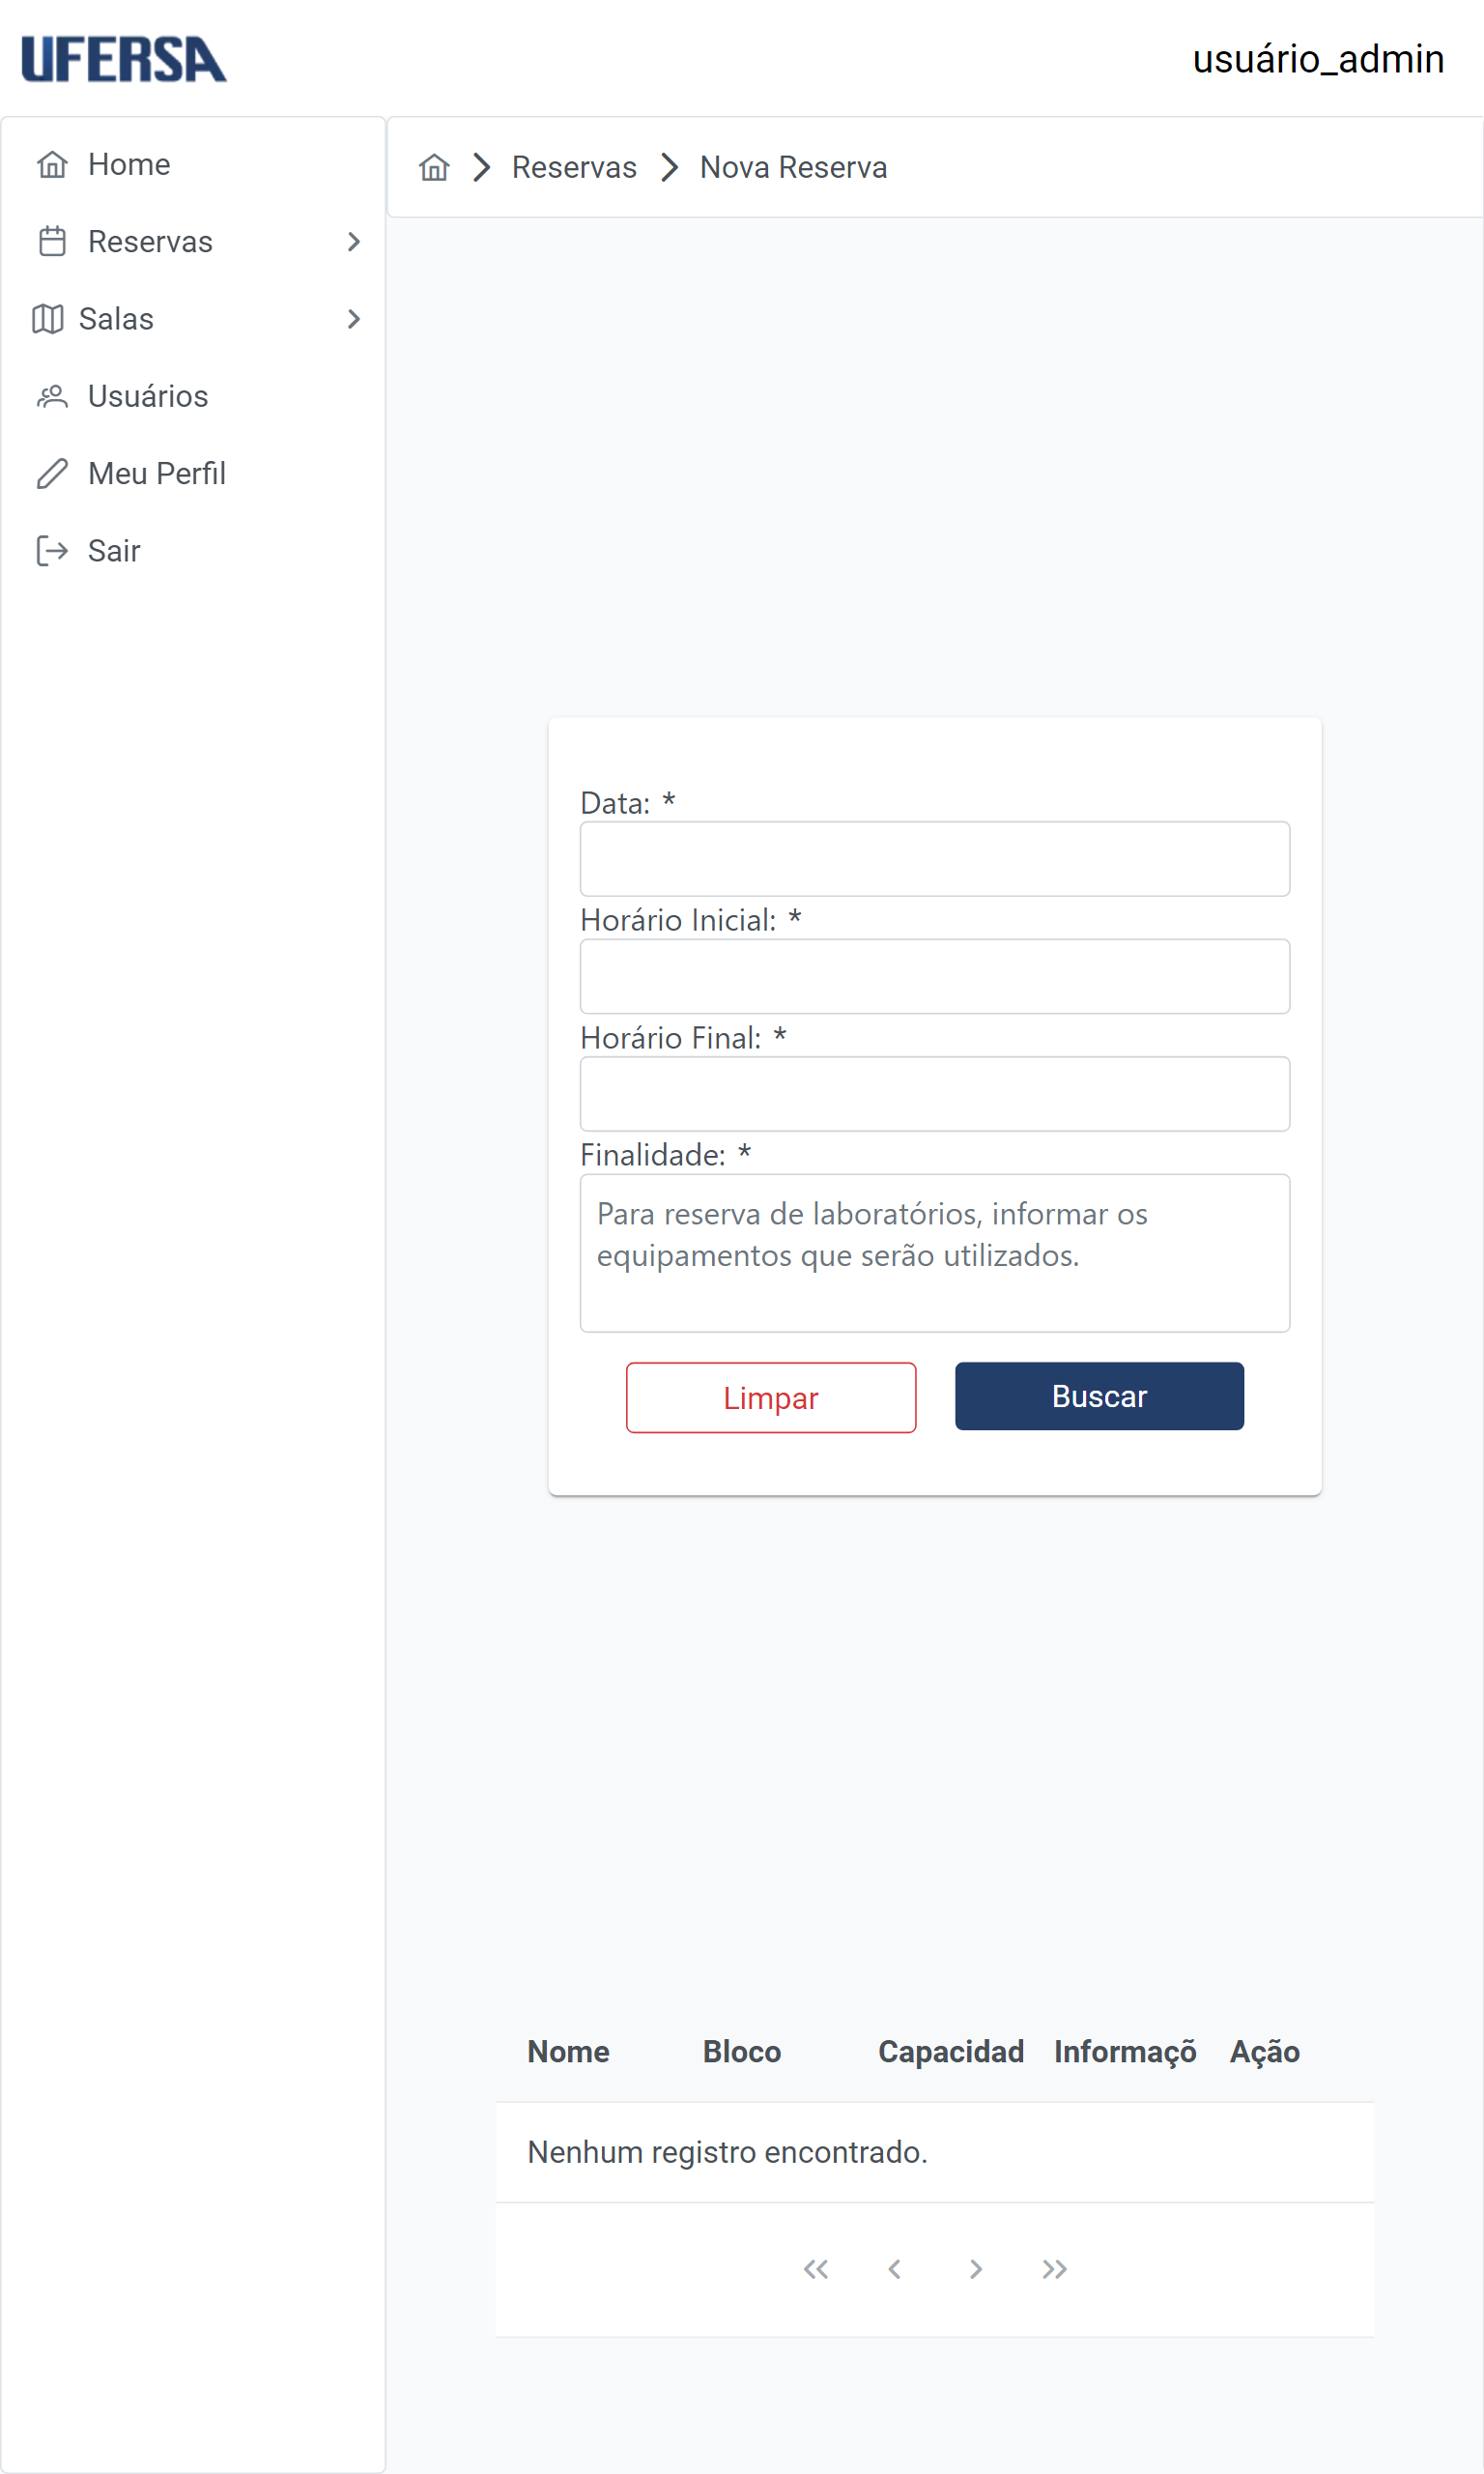 UFERSA
usuário_admin
Home
Reservas
Salas
Usuários
Meu Perfil
Sair
Reservas
Nova Reserva
Data: *
Horário Inicial: *
Horário Final: *
Finalidade: *
Para reserva de laboratórios, informar os
equipamentos que serão utilizados.
Limpar
Buscar
Nome Bloco Capacidad Informaçõ Ação
Nenhum registro encontrado.